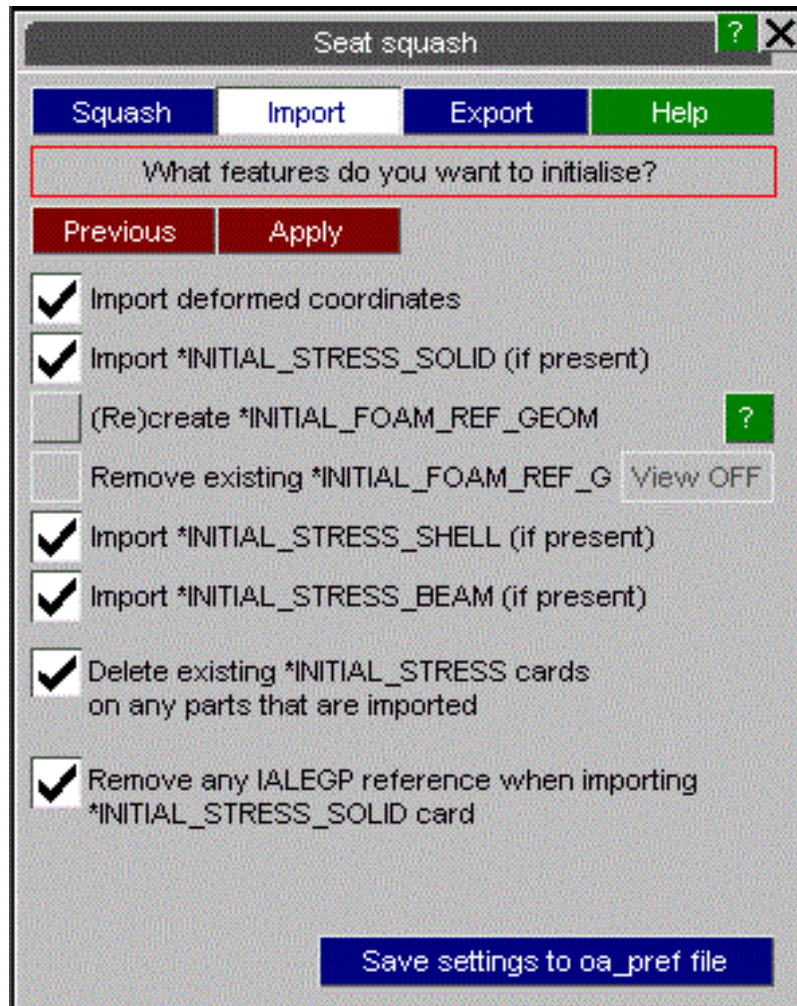 Seat squash ?
Squash Import Export Help
What features do you want to initialise?
Previous Apply
Import deformed coordinates
Import *INITIAL_STRESS_SOLID (if present)
(Re)create *INITIAL_FOAM_REF_GEOM ?
Remove existing *INITIAL_FOAM_REF_G View OFF
Import *INITIAL_STRESS_SHELL (if present)
Import *INITIAL_STRESS_BEAM (if present)
Delete existing *INITIAL_STRESS cards
on any parts that are imported
Remove any IALEGP reference when importing
*INITIAL_STRESS_SOLID card
Save settings to oa_pref file